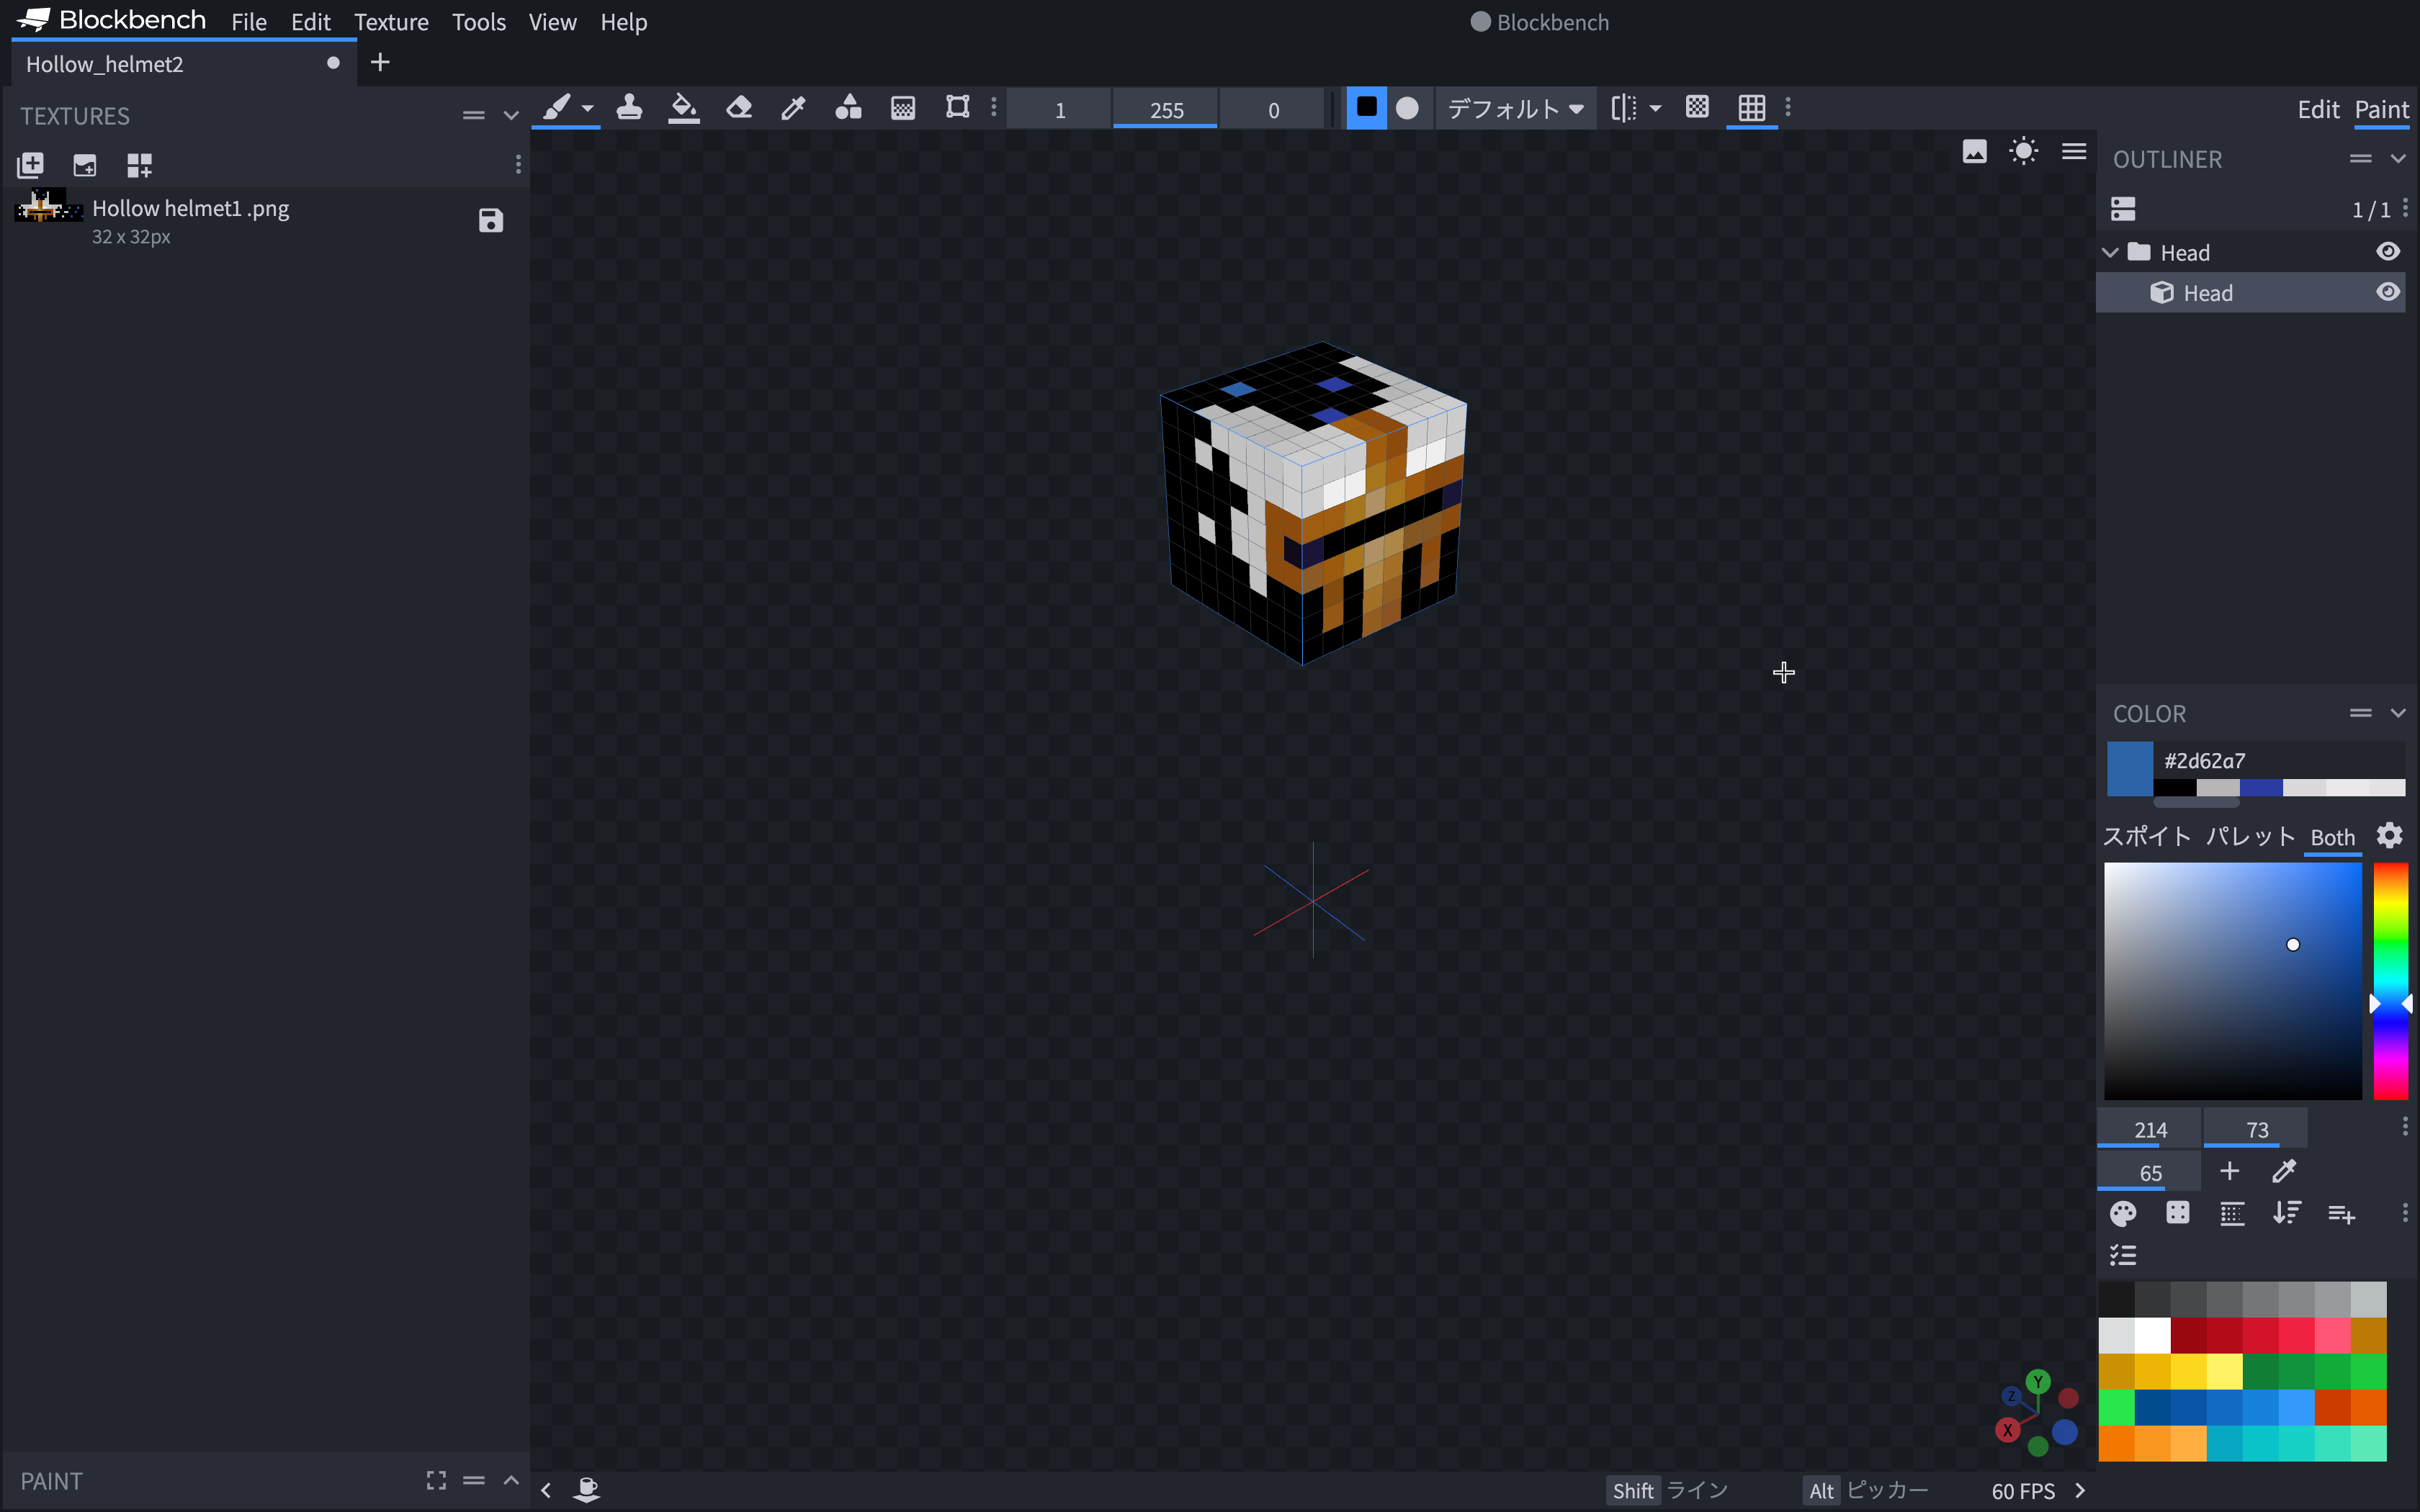 Blockbench File Edit Texture Tools View Help
Blockbench
Hollow_helmet2
TEXTURES
1 255 0 デフォルト
Edit Paint
Hollow helmet1 .png
32 x 32px
OUTLINER
1 / 1
Head
Head
COLOR
#2d62a7
スポイト パレット Both
214 73
65
Y
Z
X
PAINT
Shift ライン Alt ピッカー 60 FPS